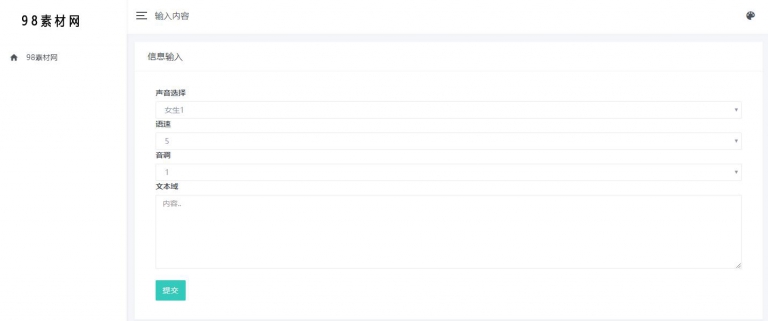 98素材网
输入内容
98素材网
信息输入
声音选择
女生1
语速
5
音调
1
文本域
内容..
提交